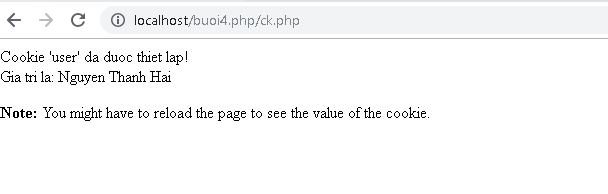 localhost/buoi4.php/ck.php
Cookie 'user' da duoc thiet lap!
Gia tri la: Nguyen Thanh Hai
Note: You might have to reload the page to see the value of the cookie.